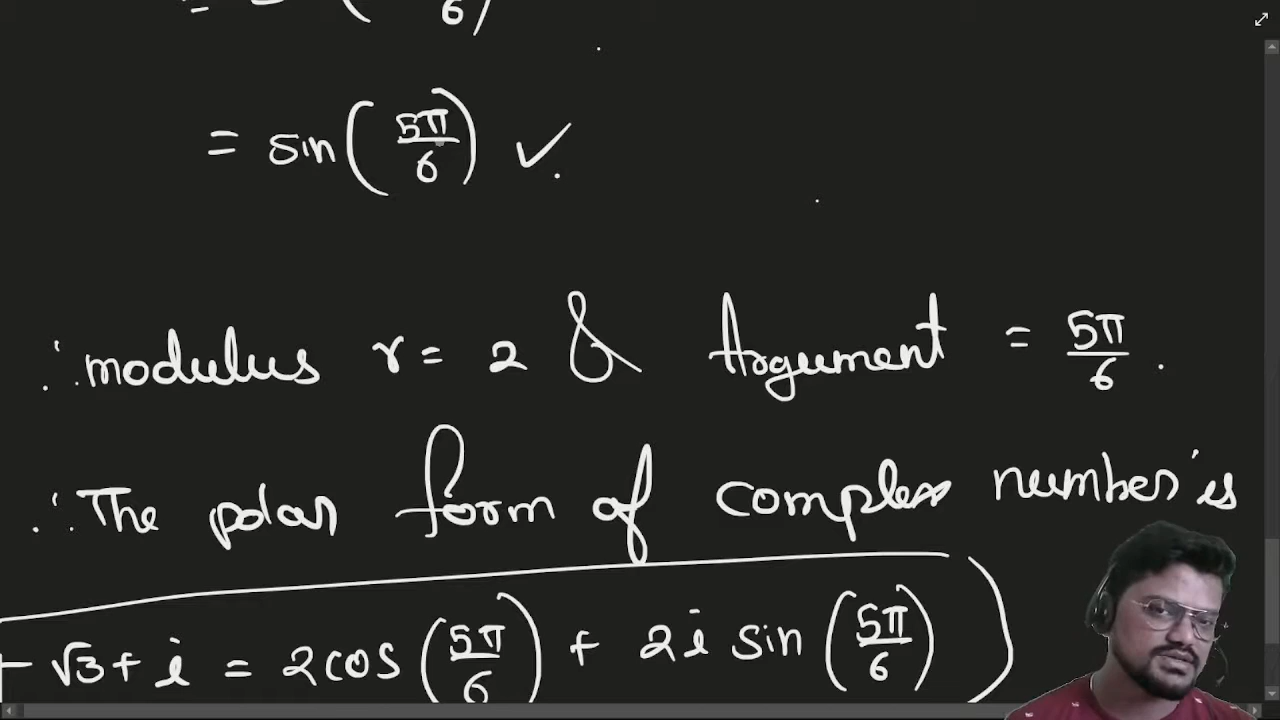 = sin(5π/6) ✓.
∴ modulus r = 2 & Argument = 5π/6.
∴ The polar form of complex number is
- √3 + i = 2cos(5π/6) + 2i sin(5π/6)